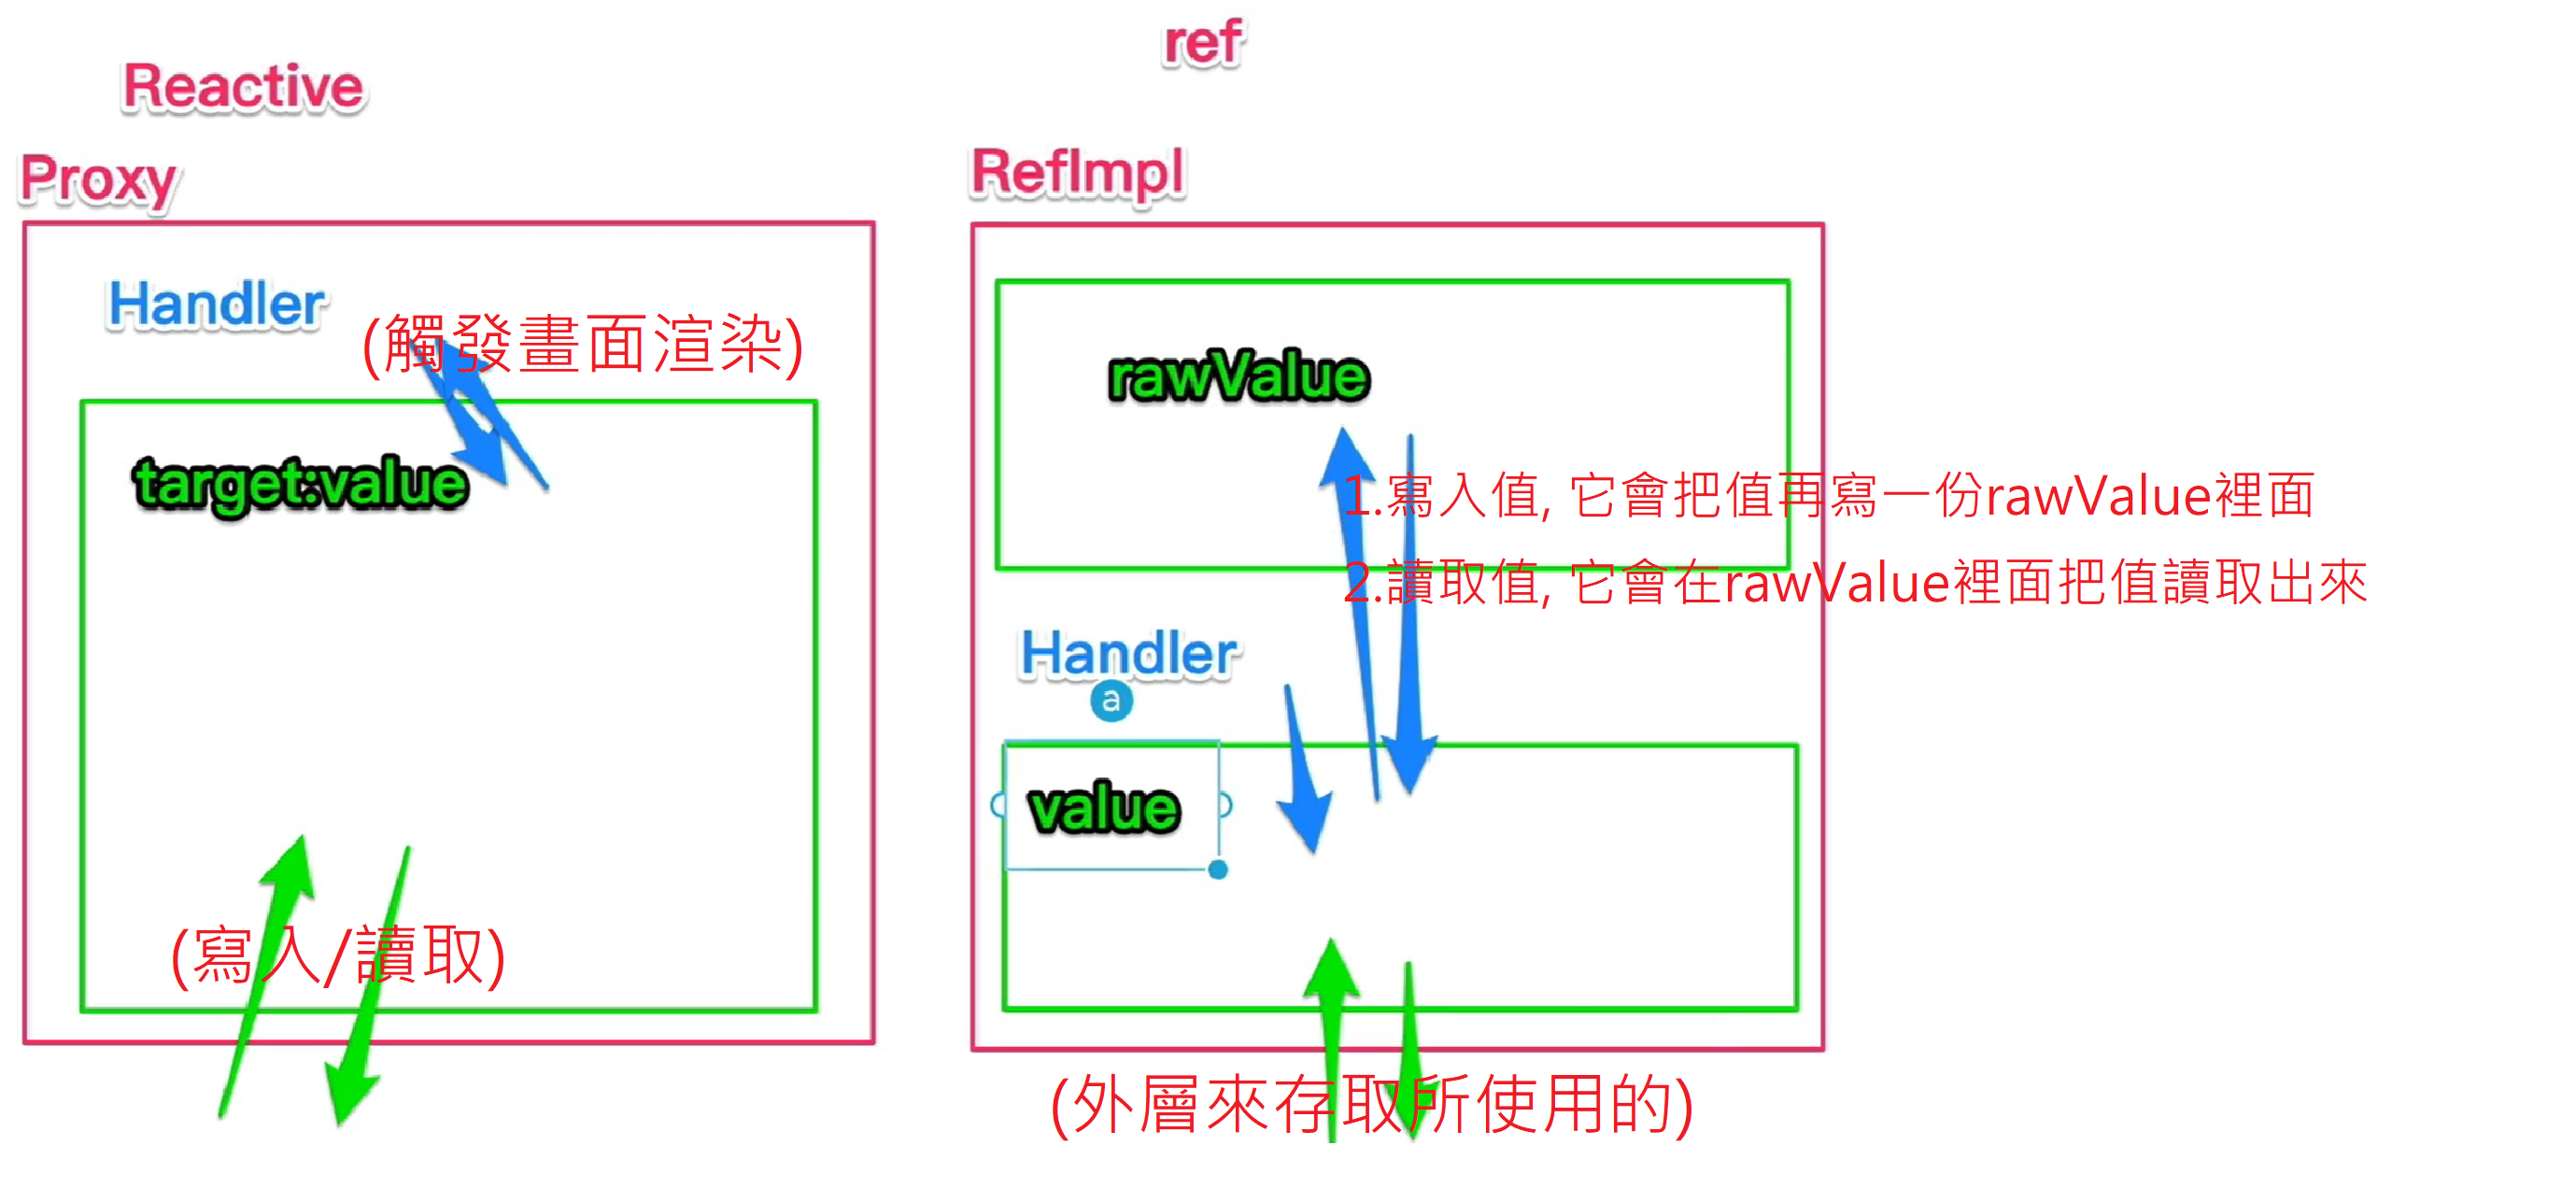 Reactive
Proxy
Handler
(觸發畫面渲染)
target:value
(寫入/讀取)
ref
RefImpl
rawValue
1.寫入值, 它會把值再寫一份rawValue裡面
2.讀取值, 它會在rawValue裡面把值讀取出來
Handler
a
value
(外層來存取所使用的)